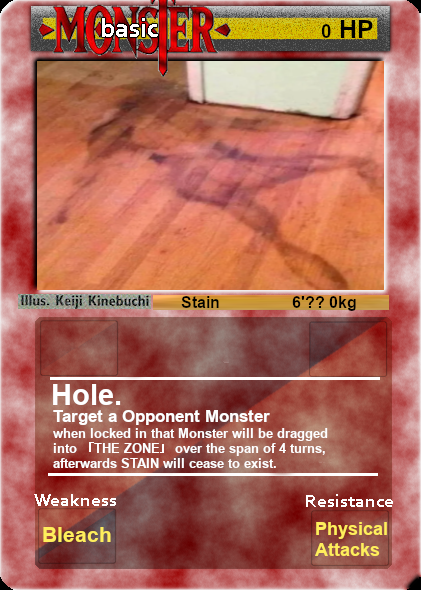 MONSTER
basic
0 HP
Illus. Keiji Kinebuchi
Stain 6'?? 0kg
Hole.
Target a Opponent Monster
when locked in that Monster will be dragged
into 「THE ZONE」 over the span of 4 turns,
afterwards STAIN will cease to exist.
Weakness Resistance
Bleach
Physical
Attacks